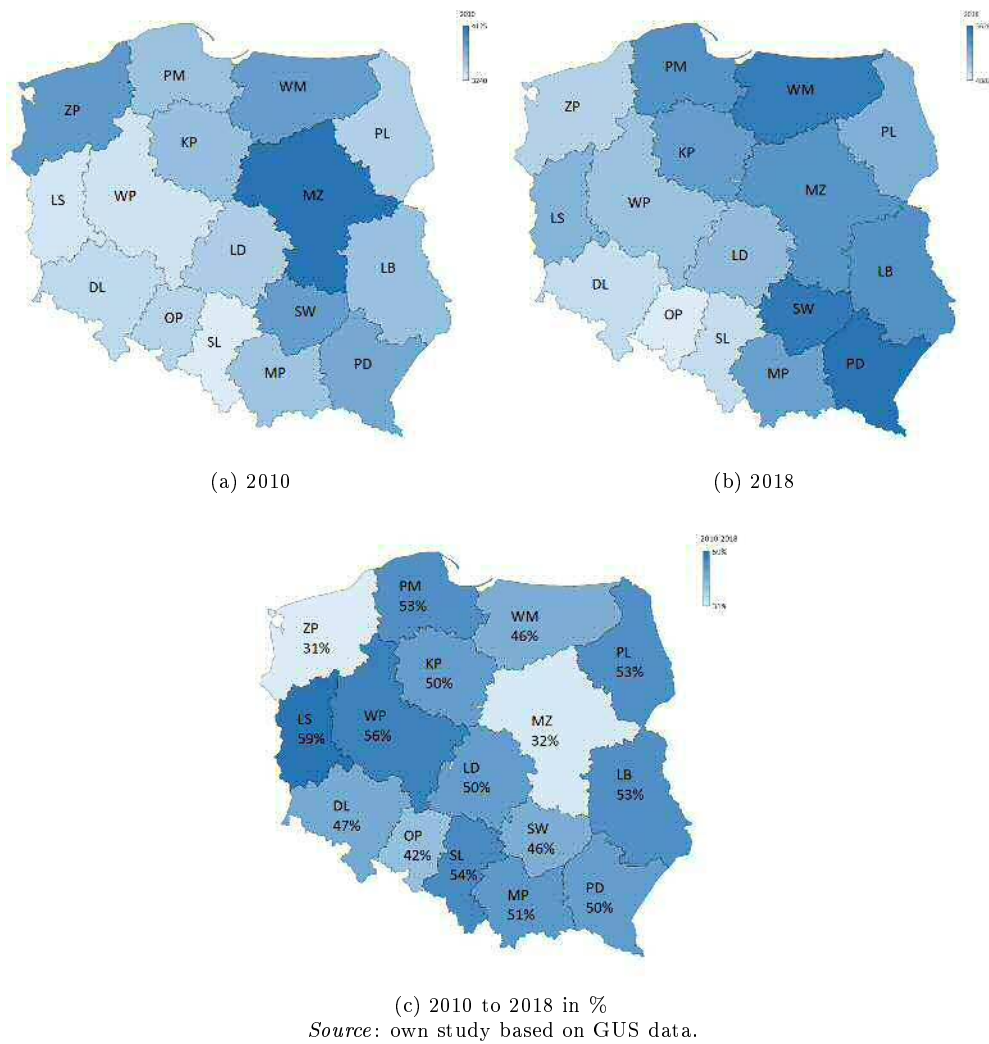 2010
PM
WM
ZP
PL
KP
LS
WP
MZ
LD
LB
DL
OP
SW
SL
MP
PD
(a) 2010
2018
PM
WM
ZP
PL
KP
MZ
LS
WP
LD
LB
DL
SW
OP
SL
PD
MP
(b) 2018
2010 2018
PM
53%
WM
46%
ZP
31%
PL
53%
KP
50%
LS
59%
WP
56%
MZ
32%
LD
50%
LB
53%
DL
47%
OP
42%
SW
46%
SL
54%
MP
51%
PD
50%
(c) 2010 to 2018 in %
Source: own study based on GUS data.